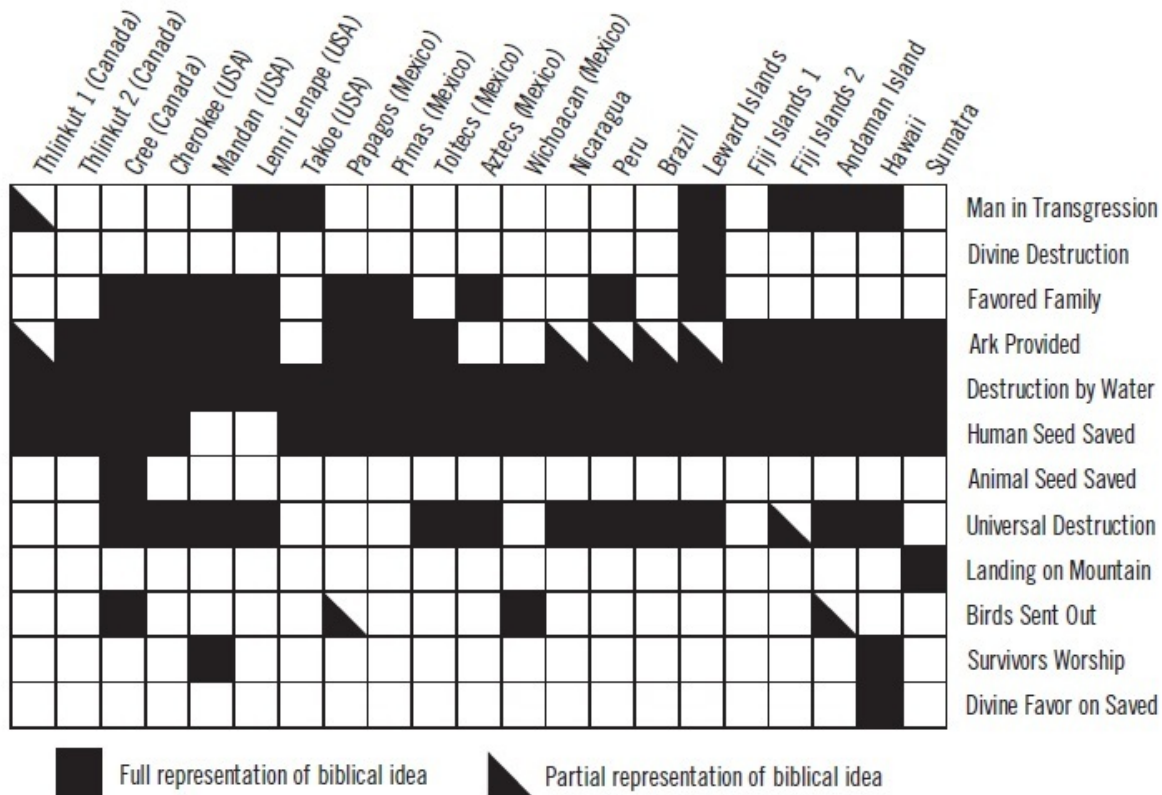 Thlinkut 1 (Canada)
Thlinkut 2 (Canada)
Cree (Canada)
Cherokee (USA)
Mandan (USA)
Lenni Lenape (USA)
Takoe (USA)
Papagos (Mexico)
Pimas (Mexico)
Toltecs (Mexico)
Aztecs (Mexico)
Wichoacan (Mexico)
Nicaragua
Peru
Brazil
Leward Islands
Fiji Islands 1
Fiji Islands 2
Andaman Island
Hawaii
Sumatra
Man in Transgression
Divine Destruction
Favored Family
Ark Provided
Destruction by Water
Human Seed Saved
Animal Seed Saved
Universal Destruction
Landing on Mountain
Birds Sent Out
Survivors Worship
Divine Favor on Saved
Full representation of biblical idea
Partial representation of biblical idea